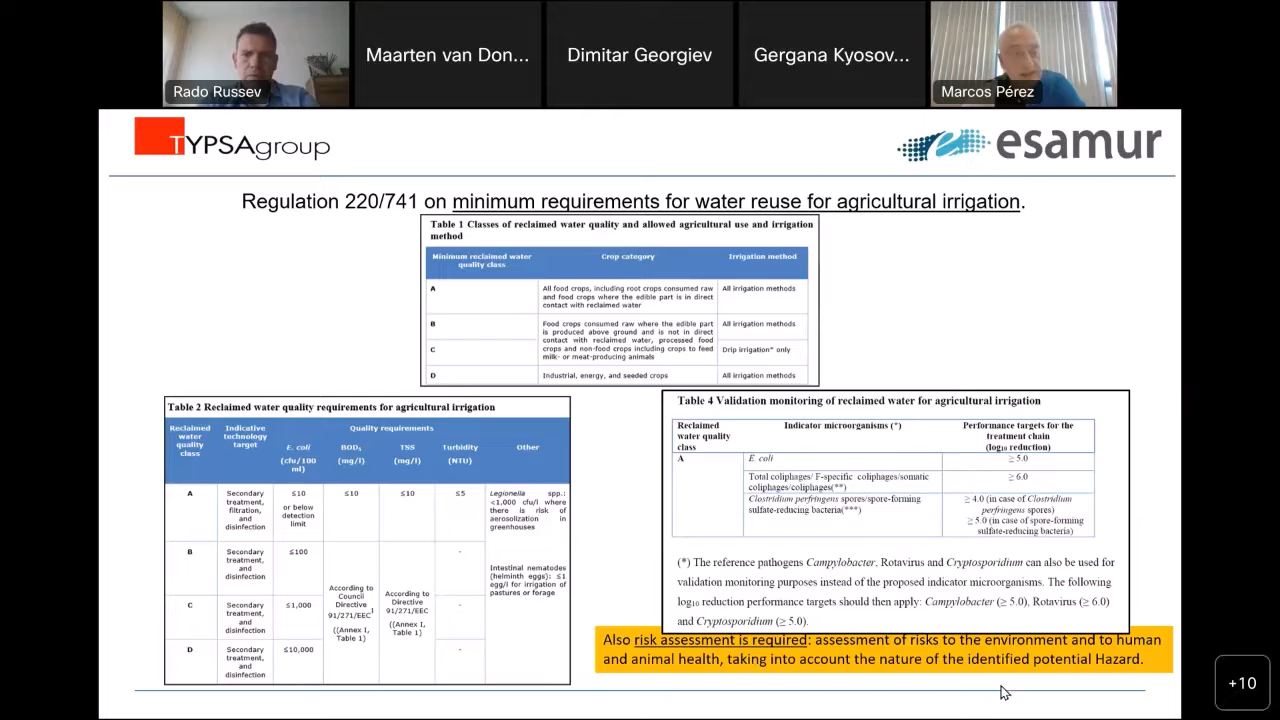 Rado Russev
Maarten van Don...
Dimitar Georgiev
Gergana Kyosov...
Marcos Pérez
TYPSAgroup
esamur
Regulation 220/741 on minimum requirements for water reuse for agricultural irrigation.
Table 1 Classes of reclaimed water quality and allowed agricultural use and irrigation
method
Minimum reclaimed water
quality class
Crop category
Irrigation method
A
All food crops, including root crops consumed raw
and food crops where the edible part is in direct
contact with reclaimed water
All irrigation methods
B
Food crops consumed raw where the edible part
is produced above ground and is not in direct
contact with reclaimed water, processed food
crops and non-food crops including crops to feed
milk- or meat-producing animals
All irrigation methods
C
Drip irrigation* only
D
Industrial, energy, and seeded crops
All irrigation methods
Table 2 Reclaimed water quality requirements for agricultural irrigation
Reclaimed
water
quality
class
Indicative
technology
target
Quality requirements
E. coli
(cfu/100
ml)
BOD₅
(mg/l)
TSS
(mg/l)
Turbidity
(NTU)
Other
A
Secondary
treatment,
filtration,
and
disinfection
≤10
or below
detection
limit
≤10
≤10
≤5
Legionella spp.:
<1,000 cfu/l where
there is risk of
aerosolization in
greenhouses
Intestinal nematodes
(helminth eggs): ≤1
egg/l for irrigation of
pastures or forage
B
Secondary
treatment,
and
disinfection
≤100
According to
Council
Directive
91/271/EEC¹
((Annex I,
Table 1)
According to
Directive
91/271/EEC
((Annex I,
Table 1)
-
C
Secondary
treatment,
and
disinfection
≤1,000
-
D
Secondary
treatment,
and
disinfection
≤10,000
-
Table 4 Validation monitoring of reclaimed water for agricultural irrigation
Reclaimed
water quality
class
Indicator microorganisms (*)
Performance targets for the
treatment chain
(log₁₀ reduction)
A
E. coli
≥ 5.0
Total coliphages/ F-specific coliphages/somatic
coliphages/coliphages(**)
≥ 6.0
Clostridium perfringens spores/spore-forming
sulfate-reducing bacteria(***)
≥ 4.0 (in case of Clostridium
perfringens spores)
≥ 5.0 (in case of spore-forming
sulfate-reducing bacteria)
(*) The reference pathogens Campylobacter, Rotavirus and Cryptosporidium can also be used for
validation monitoring purposes instead of the proposed indicator microorganisms. The following
log₁₀ reduction performance targets should then apply: Campylobacter (≥ 5.0), Rotavirus (≥ 6.0)
and Cryptosporidium (≥ 5.0).
Also risk assessment is required: assessment of risks to the environment and to human
and animal health, taking into account the nature of the identified potential Hazard.
+10